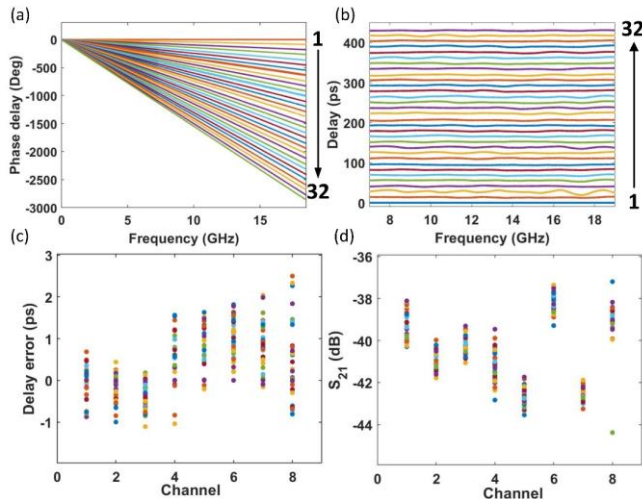 (a)
0
-500
-1000
-1500
-2000
-2500
-3000
0 5 10 15
Phase delay (Deg)
Frequency (GHz)
1
32
(b)
400
300
200
100
0
8 10 12 14 16 18
Delay (ps)
Frequency (GHz)
32
1
(c)
3
2
1
0
-1
0 2 4 6 8
Delay error (ps)
Channel
(d)
-36
-38
-40
-42
-44
0 2 4 6 8
S21 (dB)
Channel